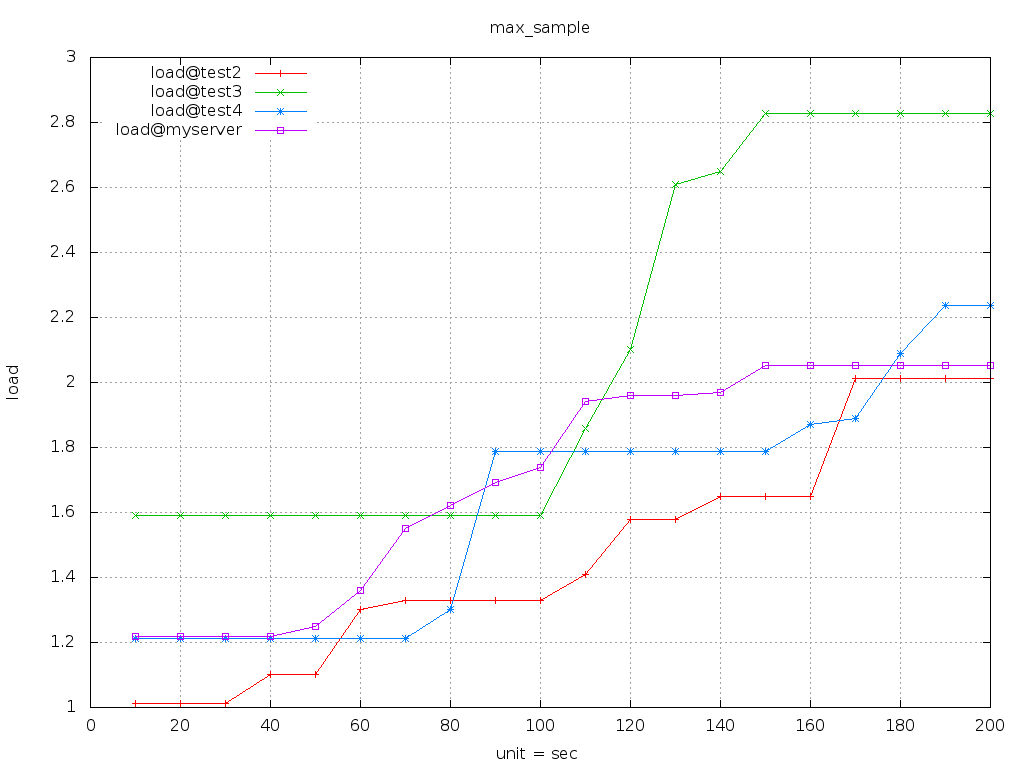 max_sample
load@test2
load@test3
load@test4
load@myserver
3
2.8
2.6
2.4
2.2
2
1.8
1.6
1.4
1.2
1
load
0 20 40 60 80 100 120 140 160 180 200
unit = sec